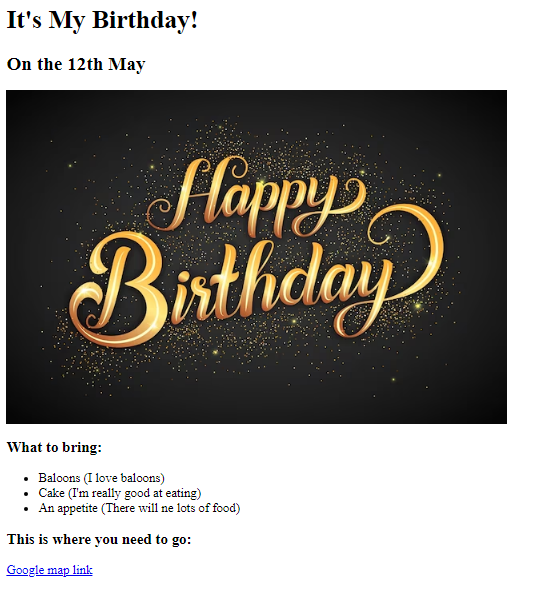 It's My Birthday!
On the 12th May
Happy
Birthday
What to bring:
Baloons (I love baloons)
Cake (I'm really good at eating)
An appetite (There will ne lots of food)
This is where you need to go:
Google map link